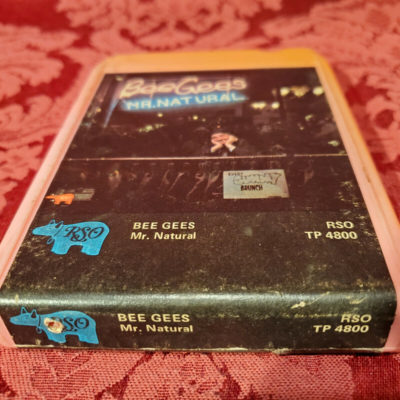 Bee Gees
MR. NATURAL
BRUNCH
RSO
BEE GEES
Mr. Natural
RSO
TP 4800
RSO
BEE GEES
Mr. Natural
RSO
TP 4800